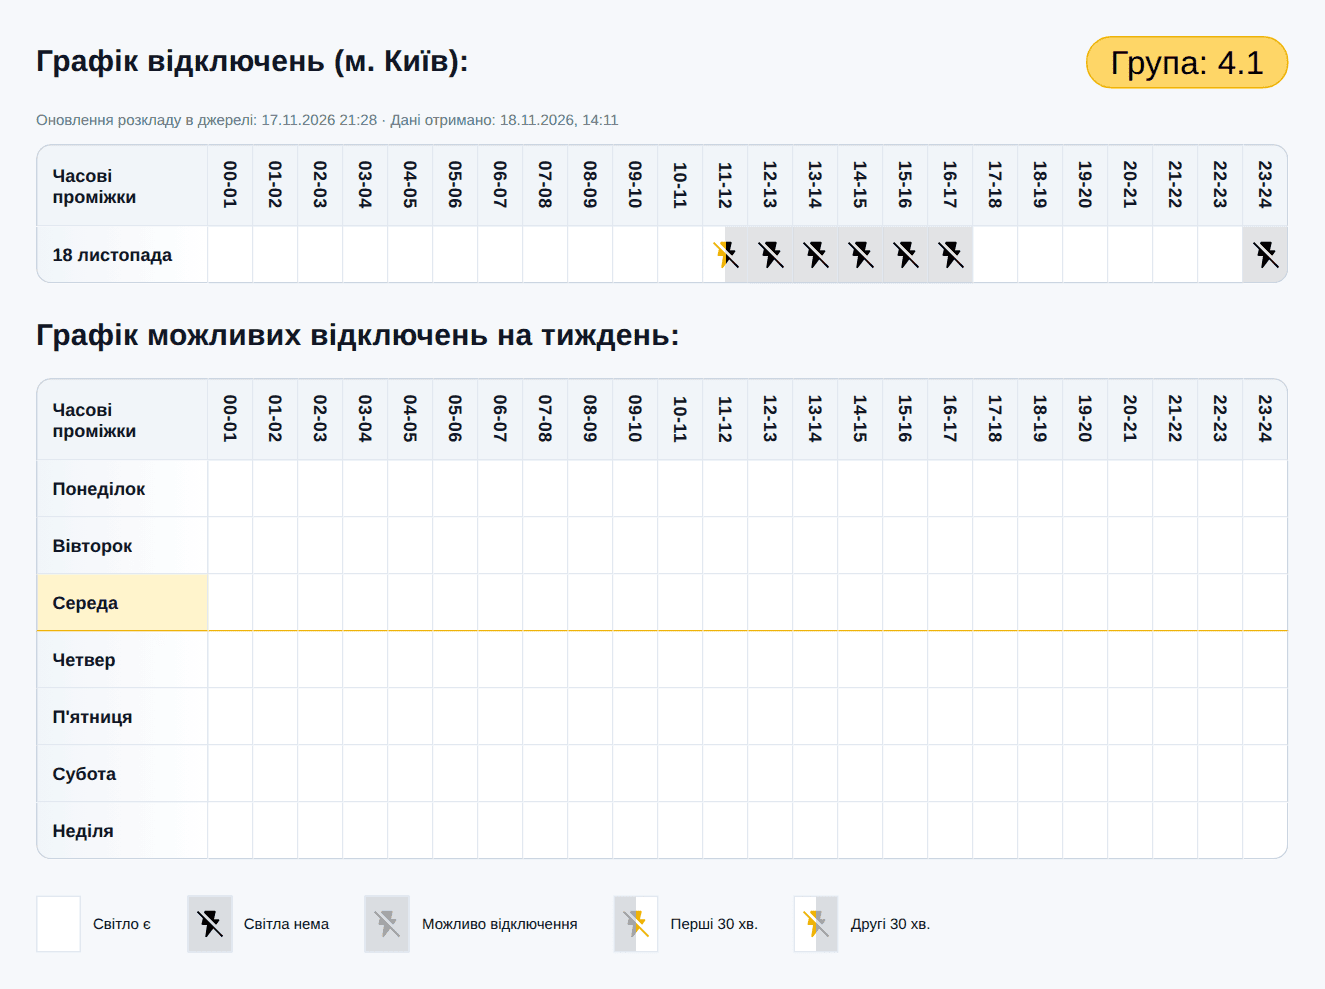 Графік відключень (м. Київ):
Група: 4.1
Оновлення розкладу в джерелі: 17.11.2026 21:28 · Дані отримано: 18.11.2026, 14:11
Часові проміжки 00-01 01-02 02-03 03-04 04-05 05-06 06-07 07-08 08-09 09-10 10-11 11-12 12-13 13-14 14-15 15-16 16-17 17-18 18-19 19-20 20-21 21-22 22-23 23-24
18 листопада
Графік можливих відключень на тиждень:
Часові проміжки 00-01 01-02 02-03 03-04 04-05 05-06 06-07 07-08 08-09 09-10 10-11 11-12 12-13 13-14 14-15 15-16 16-17 17-18 18-19 19-20 20-21 21-22 22-23 23-24
Понеділок
Вівторок
Середа
Четвер
П'ятниця
Субота
Неділя
Світло є Світла нема Можливо відключення Перші 30 хв. Другі 30 хв.